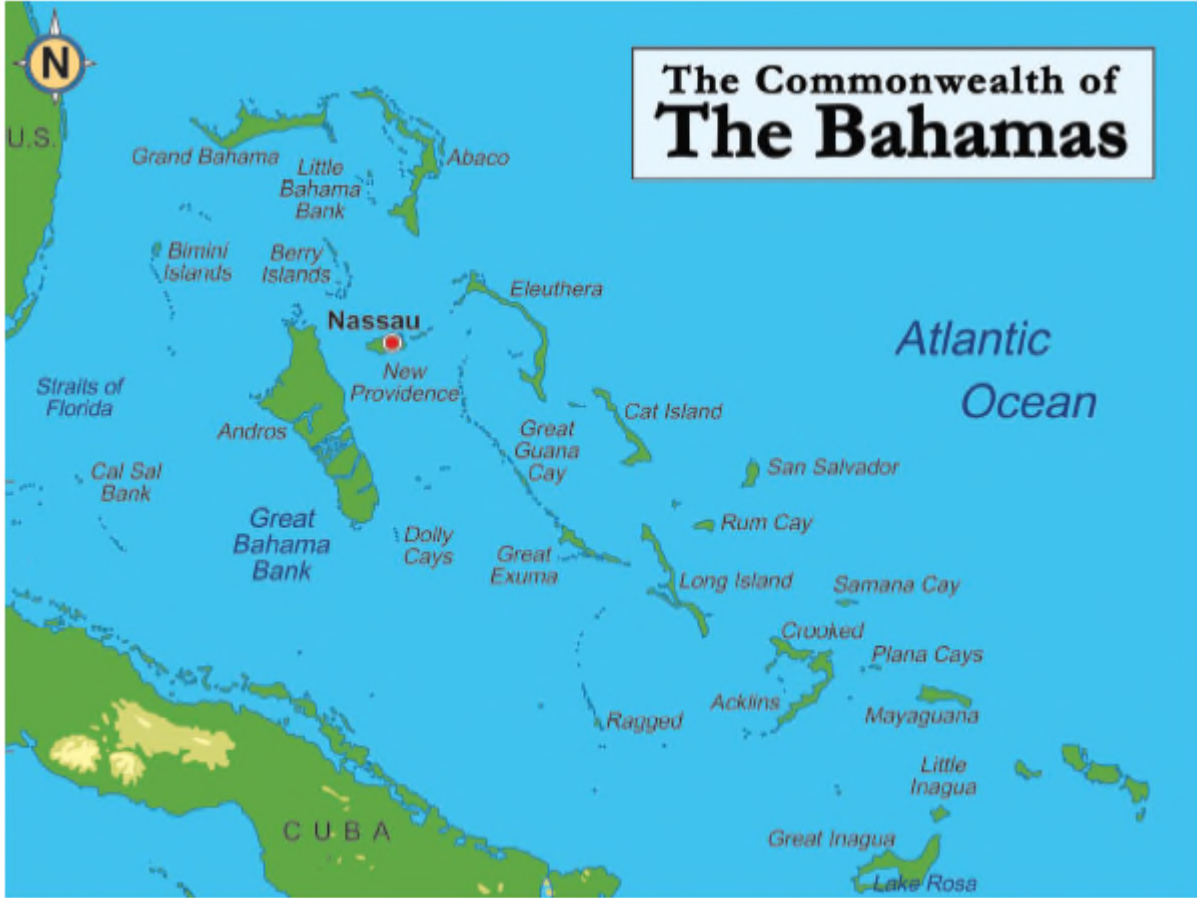 N
The Commonwealth of
The Bahamas
U.S.
Grand Bahama
Little
Bahama
Bank
Abaco
Bimini
Islands
Berry
Islands
Eleuthera
Nassau
New
Providence
Atlantic
Ocean
Straits of
Florida
Andros
Cat Island
Great
Guana
Cay
Cal Sal
Bank
San Salvador
Great
Bahama
Bank
Dolly
Cays
Rum Cay
Great
Exuma
Long Island
Samana Cay
Crooked
Plana Cays
Acklins
Mayaguana
Ragged
Little
Inagua
CUBA
Great Inagua
Lake Rosa